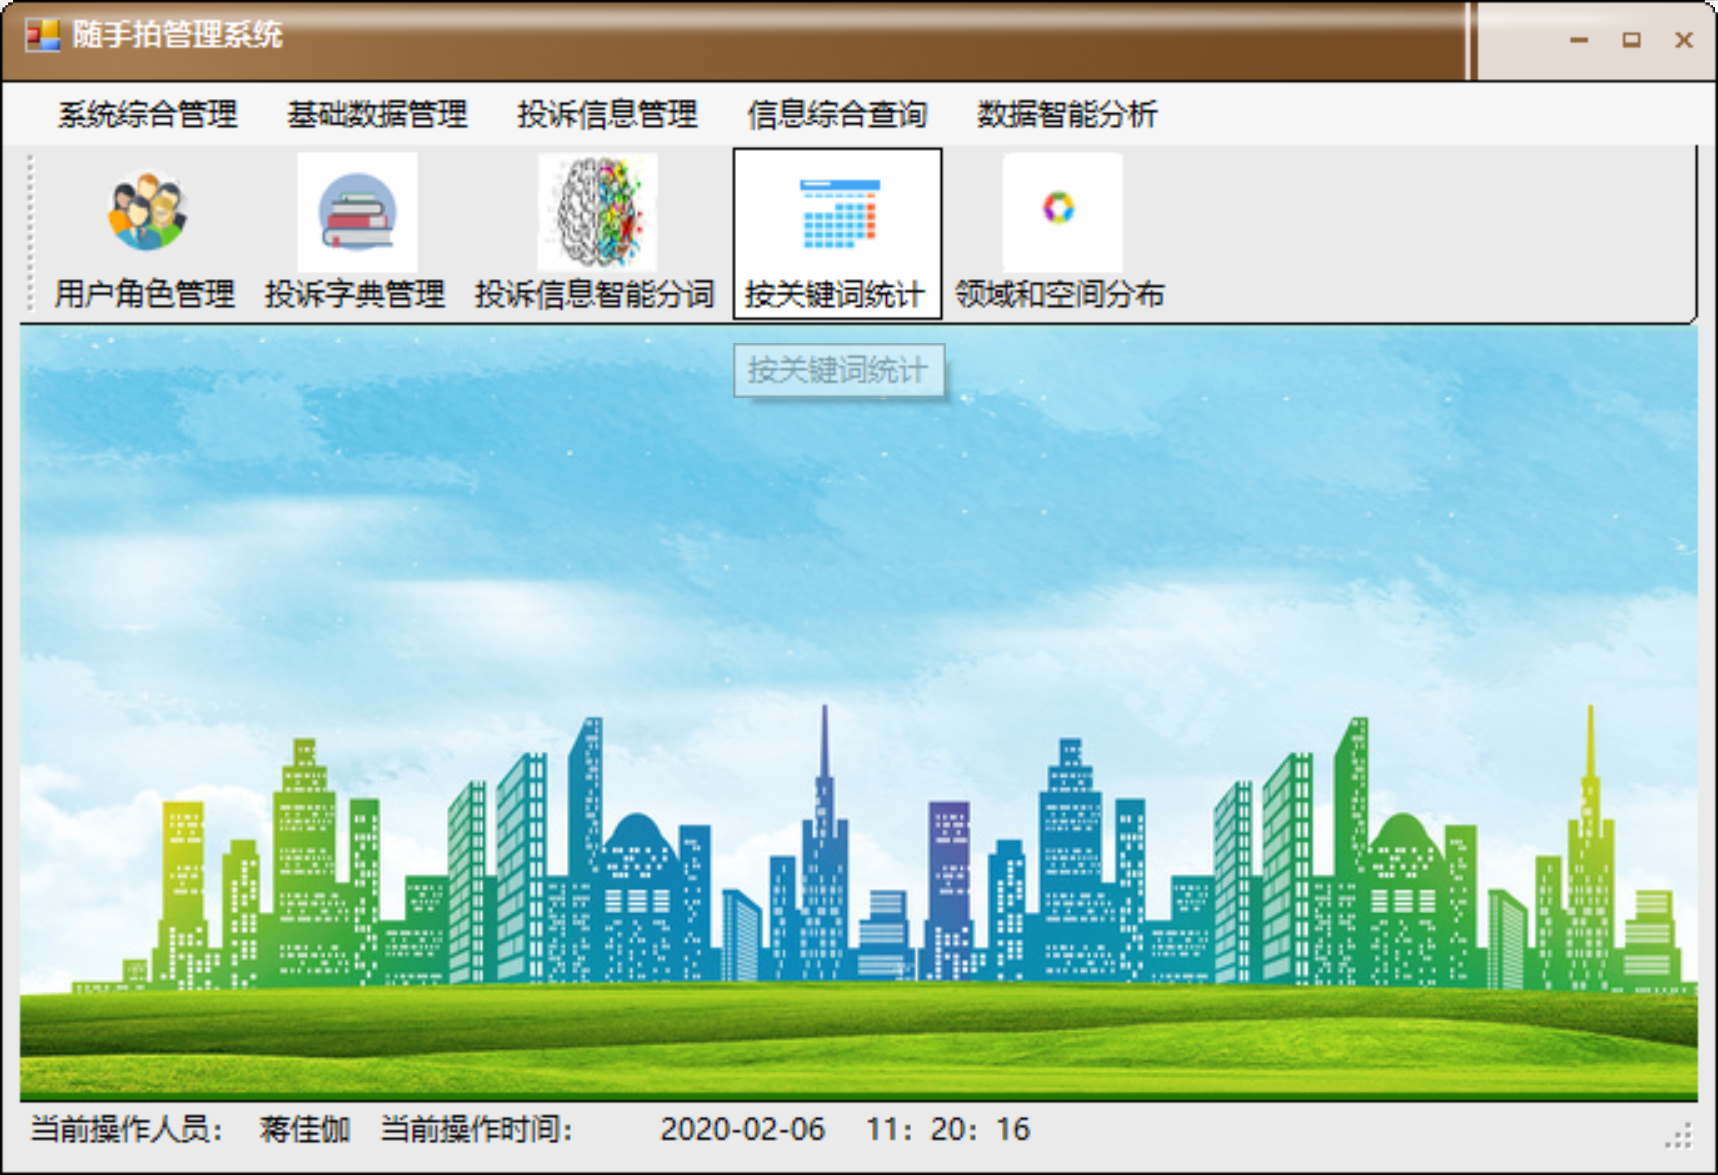 随手拍管理系统
系统综合管理 基础数据管理 投诉信息管理 信息综合查询 数据智能分析
用户角色管理 投诉字典管理 投诉信息智能分词 按关键词统计 领域和空间分布
按关键词统计
当前操作人员： 蒋佳伽 当前操作时间： 2020-02-06 11：20：16